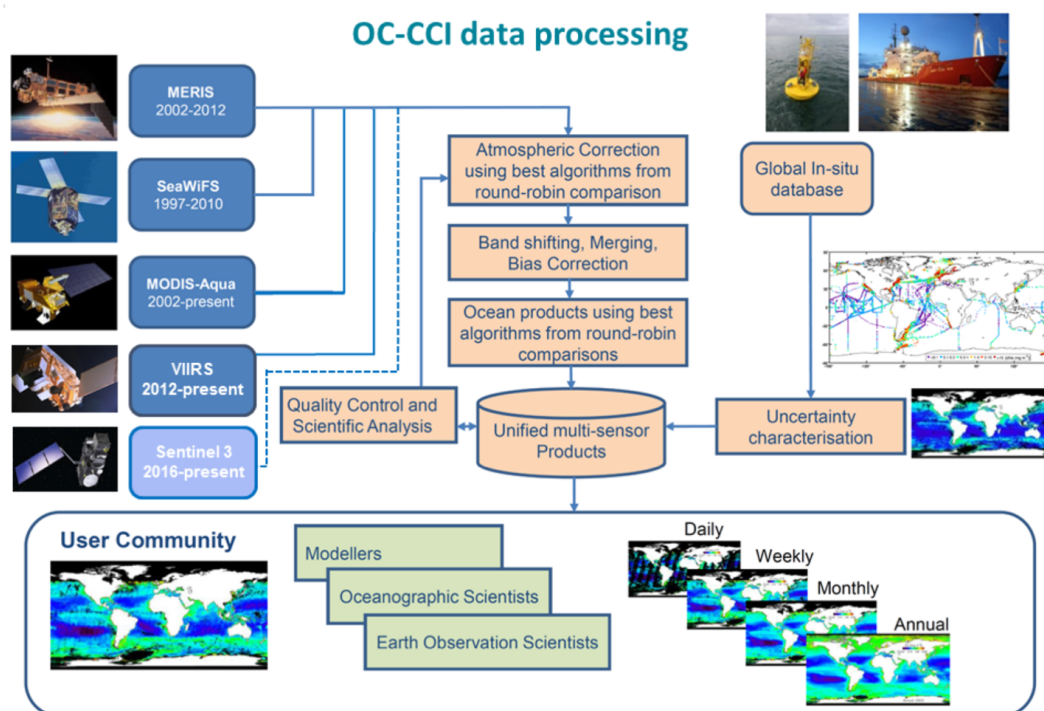 OC-CCI data processing
MERIS
2002-2012
SeaWiFS
1997-2010
MODIS-Aqua
2002-present
VIIRS
2012-present
Sentinel 3
2016-present
Atmospheric Correction
using best algorithms from
round-robin comparison
Band shifting, Merging,
Bias Correction
Ocean products using best
algorithms from round-robin
comparisons
Quality Control and
Scientific Analysis
Unified multi-sensor
Products
Global In-situ
database
Uncertainty
characterisation
User Community
Modellers
Oceanographic Scientists
Earth Observation Scientists
Daily
Weekly
Monthly
Annual